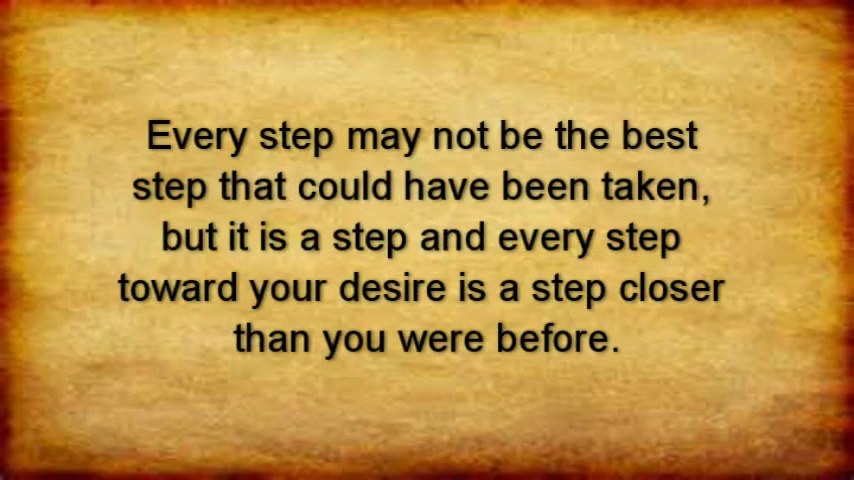 Every step may not be the best
step that could have been taken,
but it is a step and every step
toward your desire is a step closer
than you were before.